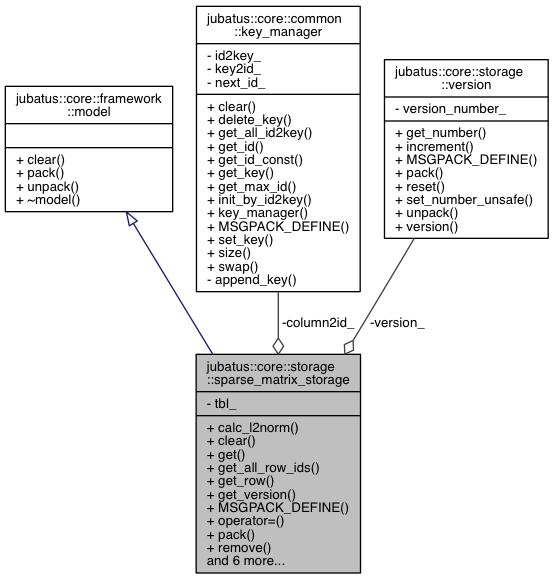 jubatus::core::common
::key_manager
- id2key_
- key2id_
- next_id_
+ clear()
+ delete_key()
+ get_all_id2key()
+ get_id()
+ get_id_const()
+ get_key()
+ get_max_id()
+ init_by_id2key()
+ key_manager()
+ MSGPACK_DEFINE()
+ set_key()
+ size()
+ swap()
- append_key()
jubatus::core::storage
::version
- version_number_
+ get_number()
+ increment()
+ MSGPACK_DEFINE()
+ pack()
+ reset()
+ set_number_unsafe()
+ unpack()
+ version()
jubatus::core::framework
::model
+ clear()
+ pack()
+ unpack()
+ ~model()
-column2id_
-version_
jubatus::core::storage
::sparse_matrix_storage
- tbl_
+ calc_l2norm()
+ clear()
+ get()
+ get_all_row_ids()
+ get_row()
+ get_version()
+ MSGPACK_DEFINE()
+ operator=()
+ pack()
+ remove()
and 6 more...